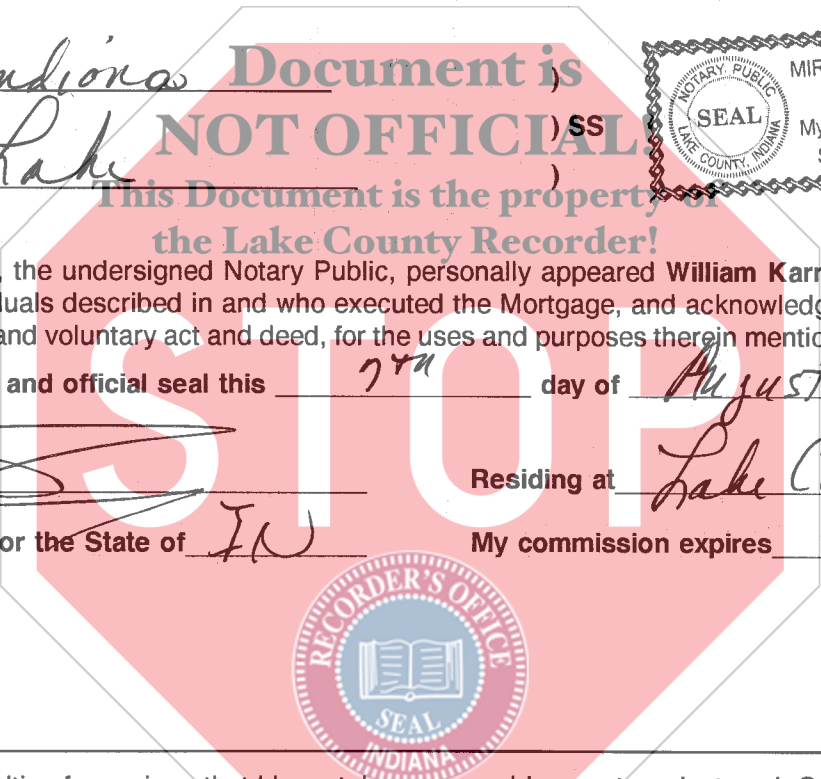 ndiana )
Document is
NOT OFFICIAL!
) SS
Lake )
This Document is the property of
the Lake County Recorder!
NOTARY PUBLIC
SEAL
LAKE COUNTY, INDIANA
MIR
My
S
, the undersigned Notary Public, personally appeared William Karr
duals described in and who executed the Mortgage, and acknowledg
and voluntary act and deed, for the uses and purposes therein mentio
and official seal this 7th day of August
STOP
Residing at Lake C
or the State of IN My commission expires
RECORDER'S OFFICE
SEAL
INDIANA